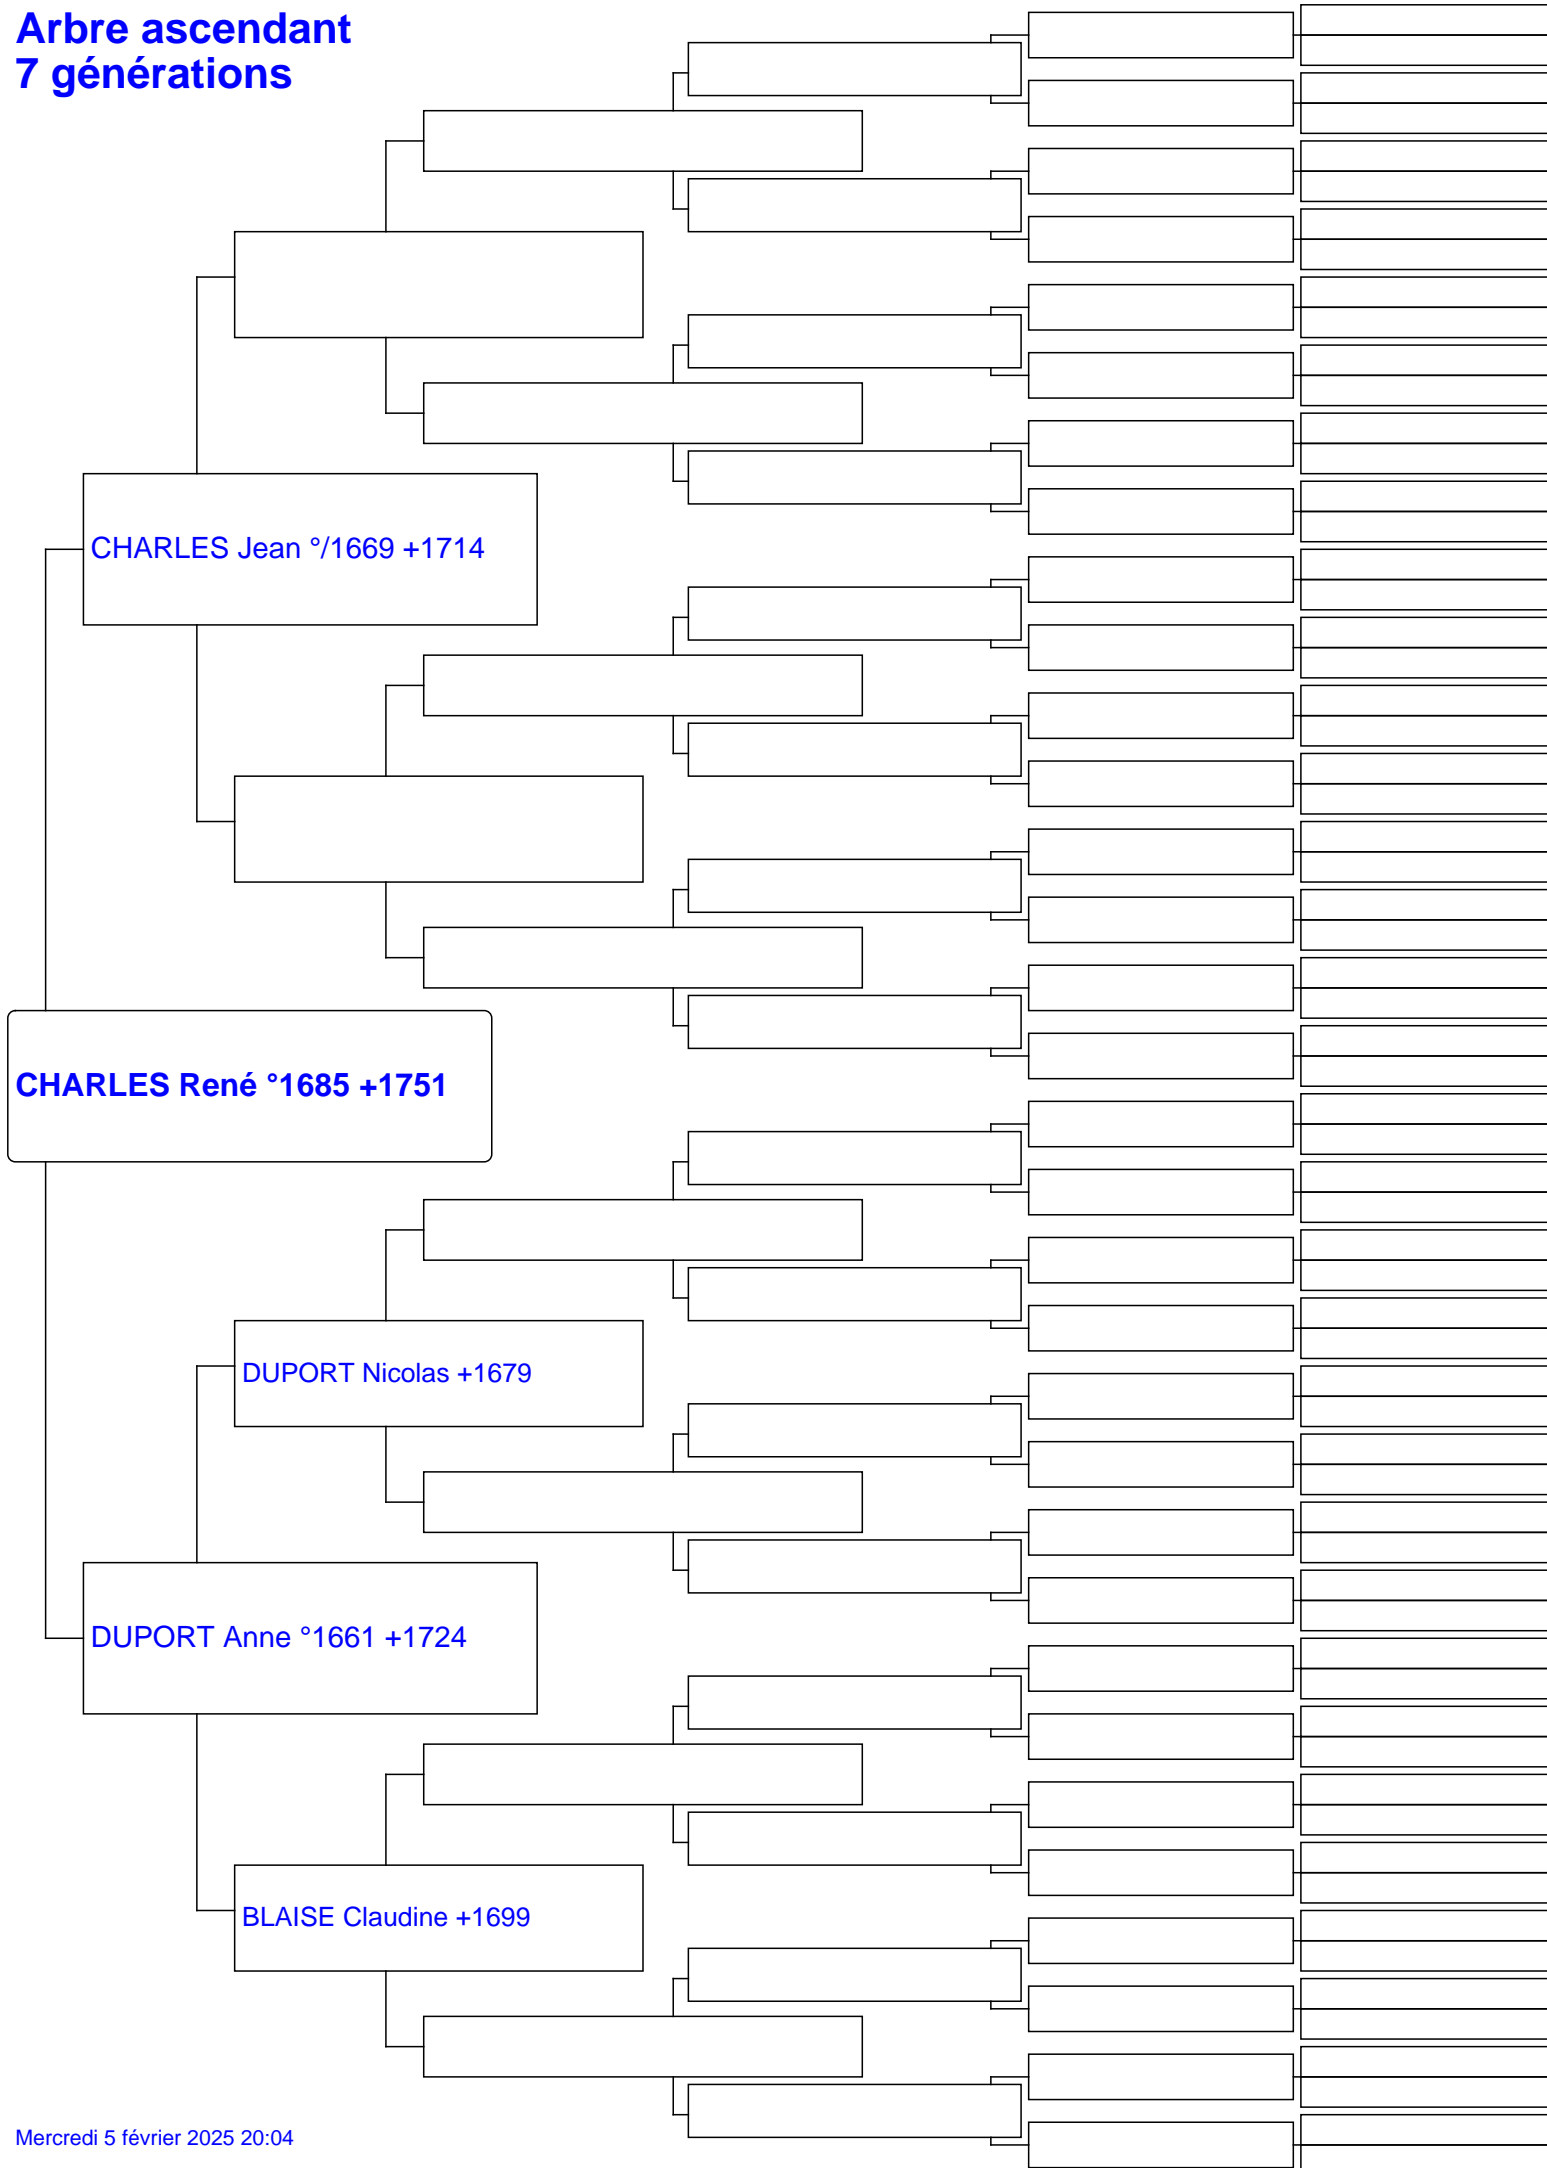 Arbre ascendant
7 générations
CHARLES Jean °/1669 +1714
CHARLES René °1685 +1751
DUPORT Nicolas +1679
DUPORT Anne °1661 +1724
BLAISE Claudine +1699
Mercredi 5 février 2025 20:04